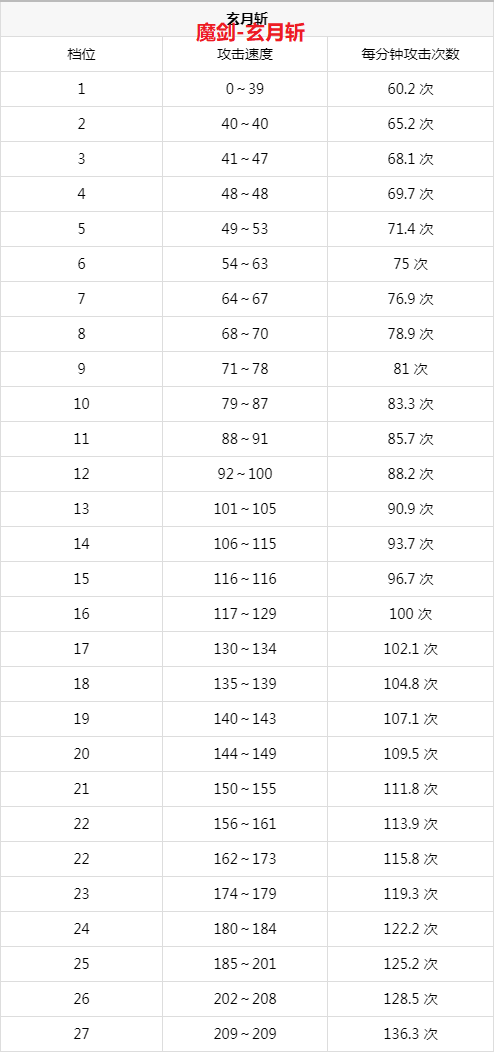 玄月斩
魔剑-玄月斩
档位 攻击速度 每分钟攻击次数
1 0～39 60.2 次
2 40～40 65.2 次
3 41～47 68.1 次
4 48～48 69.7 次
5 49～53 71.4 次
6 54～63 75 次
7 64～67 76.9 次
8 68～70 78.9 次
9 71～78 81 次
10 79～87 83.3 次
11 88～91 85.7 次
12 92～100 88.2 次
13 101～105 90.9 次
14 106～115 93.7 次
15 116～116 96.7 次
16 117～129 100 次
17 130～134 102.1 次
18 135～139 104.8 次
19 140～143 107.1 次
20 144～149 109.5 次
21 150～155 111.8 次
22 156～161 113.9 次
22 162～173 115.8 次
23 174～179 119.3 次
24 180～184 122.2 次
25 185～201 125.2 次
26 202～208 128.5 次
27 209～209 136.3 次